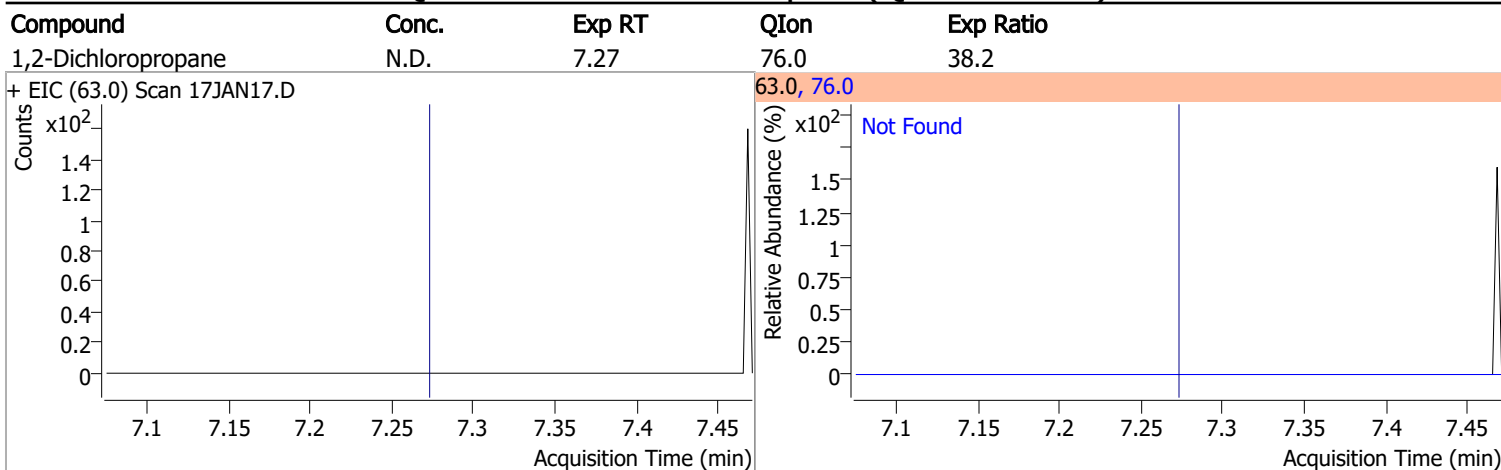 Compound Conc. Exp RT QIon Exp Ratio
1,2-Dichloropropane N.D. 7.27 76.0 38.2
+ EIC (63.0) Scan 17JAN17.D
Counts
x10²
1.4
1.2
1
0.8
0.6
0.4
0.2
0
7.1 7.15 7.2 7.25 7.3 7.35 7.4 7.45
Acquisition Time (min)
63.0, 76.0
Relative Abundance (%)
x10²
Not Found
1.5
1.25
1
0.75
0.5
0.25
0
7.1 7.15 7.2 7.25 7.3 7.35 7.4 7.45
Acquisition Time (min)